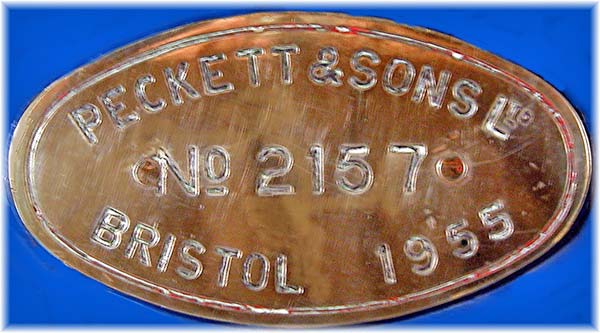 PECKETT & SONS LTD
No 2157
BRISTOL 1955